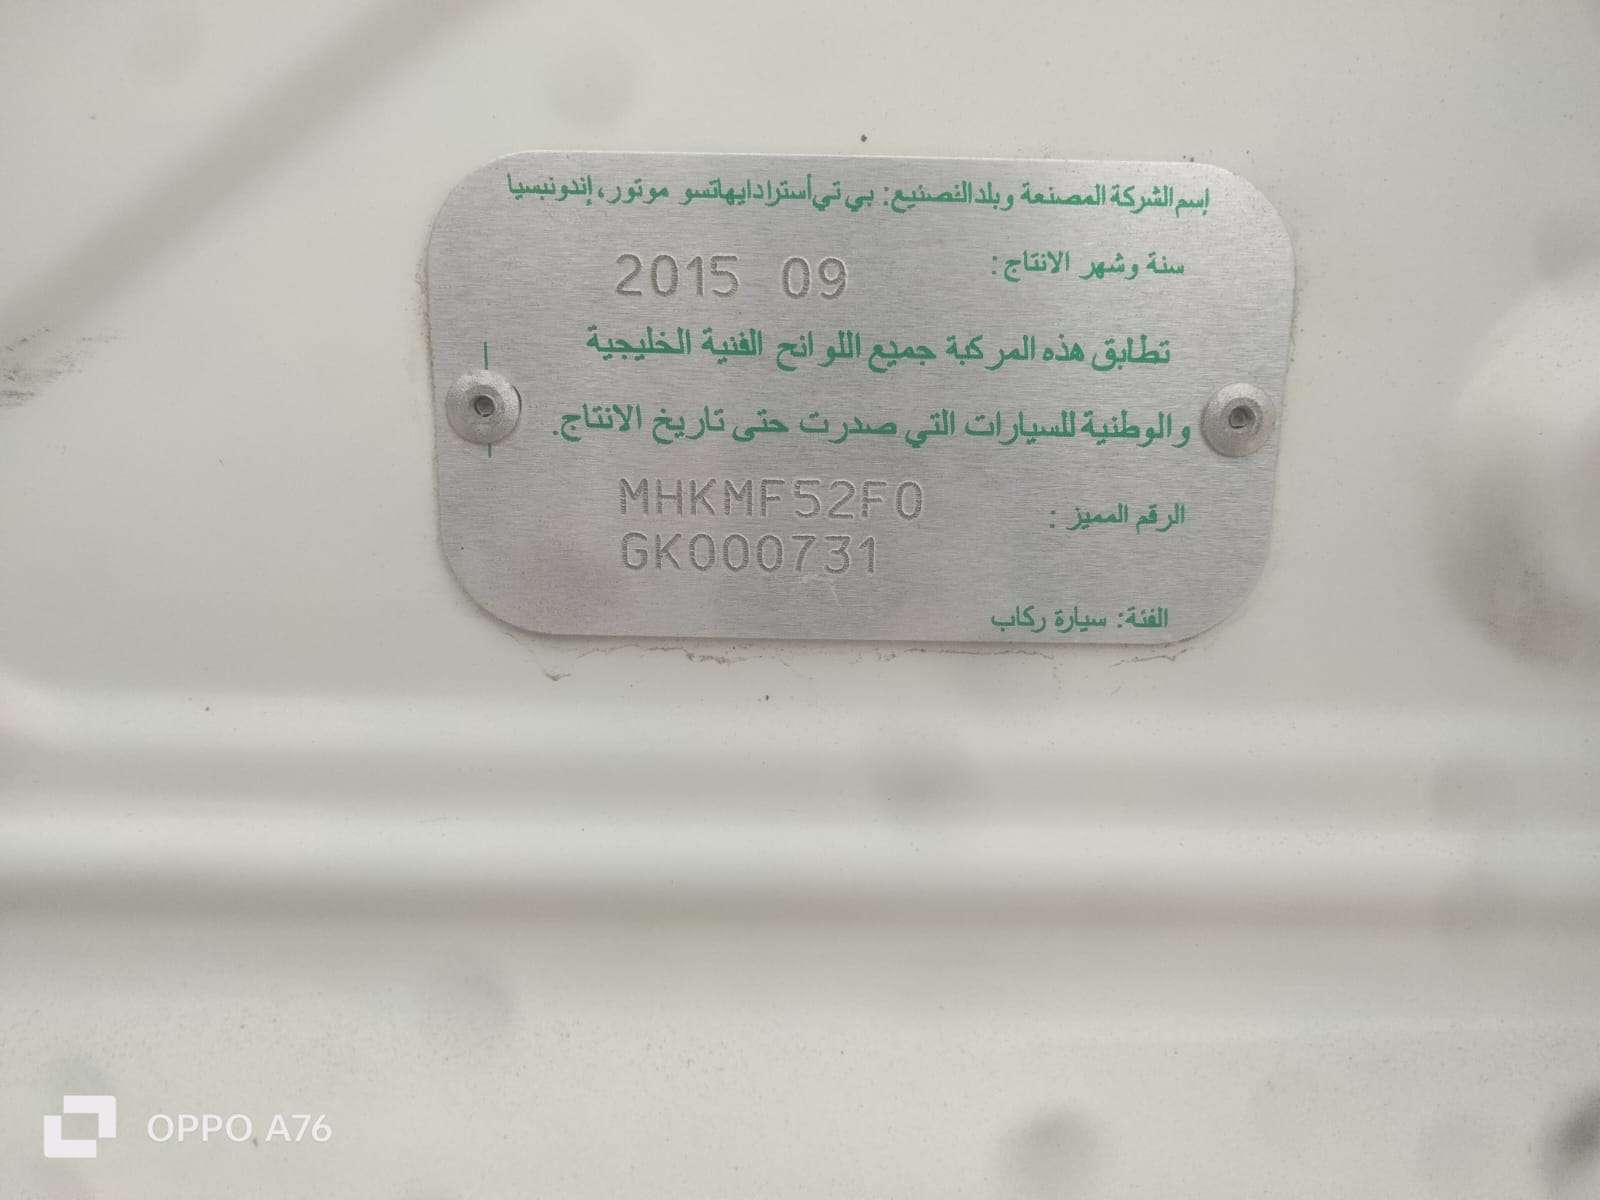 إسم الشركة المصنعة وبلد التصنيع: بي تي أسترا دايهاتسو موتور، إندونيسيا
سنة وشهر الانتاج: 2015 09
تطابق هذه المركبة جميع اللوائح الفنية الخليجية
والوطنية للسيارات التي صدرت حتى تاريخ الانتاج.
الرقم المميز: MHKMF52F0
GK000731
الفئة: سيارة ركاب
OPPO A76